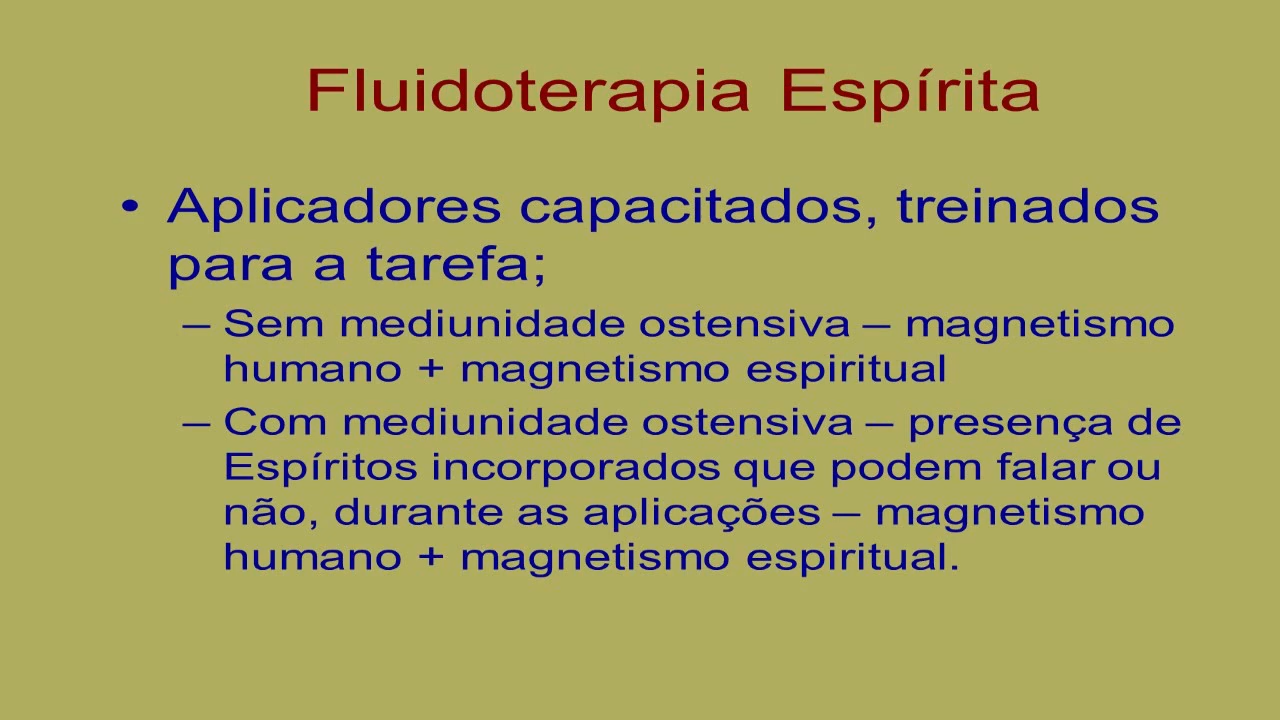 Fluidoterapia Espírita
• Aplicadores capacitados, treinados
para a tarefa;
– Sem mediunidade ostensiva – magnetismo
humano + magnetismo espiritual
– Com mediunidade ostensiva – presença de
Espíritos incorporados que podem falar ou
não, durante as aplicações – magnetismo
humano + magnetismo espiritual.